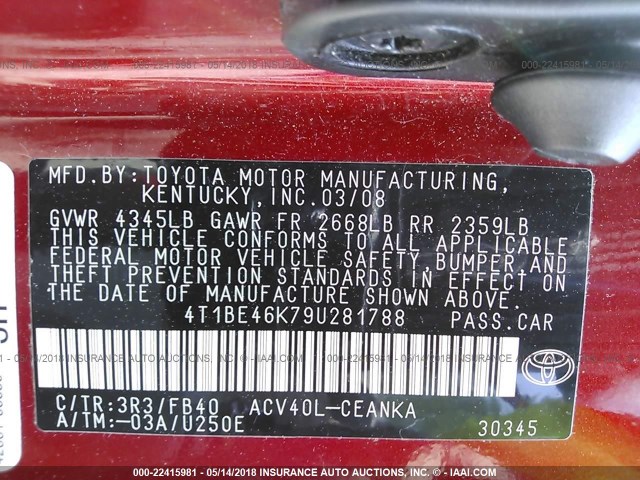 MFD. BY: TOYOTA MOTOR MANUFACTURING,
KENTUCKY, INC. 03/08
GVWR 4345LB GAWR FR 2668LB RR 2359LB
THIS VEHICLE CONFORMS TO ALL APPLICABLE
FEDERAL MOTOR VEHICLE SAFETY, BUMPER, AND
THEFT PREVENTION STANDARDS IN EFFECT ON
THE DATE OF MANUFACTURE SHOWN ABOVE.
4T1BE46K79U281788 PASS. CAR
C/TR: 3R3/FB40 ACV40L-CEANKA
A/TM: -03A/U250E 30345
TOYOTA
000-22415981 - 05/14/2018 - INSURANCE AUTO AUCTIONS - © - IAAI.COM